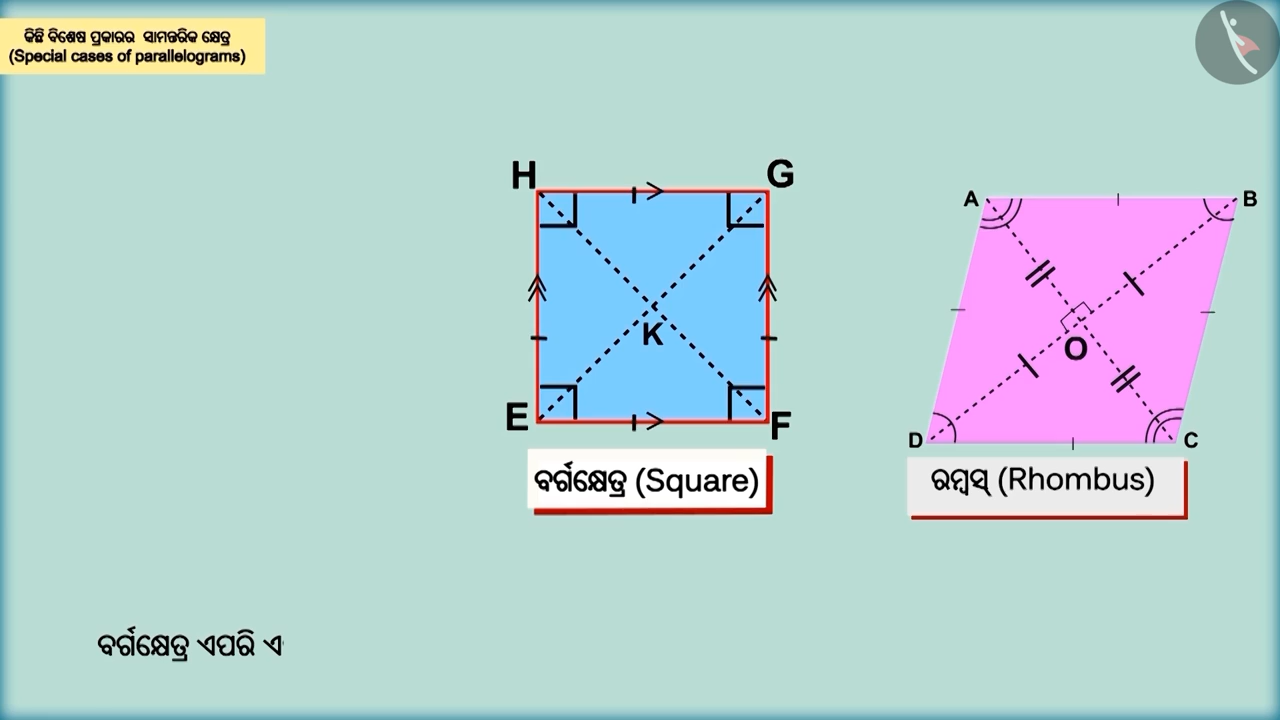 କିଛି ବିଶେଷ ପ୍ରକାରର ସାମନ୍ତରିକ କ୍ଷେତ୍ର
(Special cases of parallelograms)
H
G
K
E
F
ବର୍ଗକ୍ଷେତ୍ର (Square)
A
B
O
D
C
ରମ୍ବସ୍ (Rhombus)
ବର୍ଗକ୍ଷେତ୍ର ଏପରି ଏ